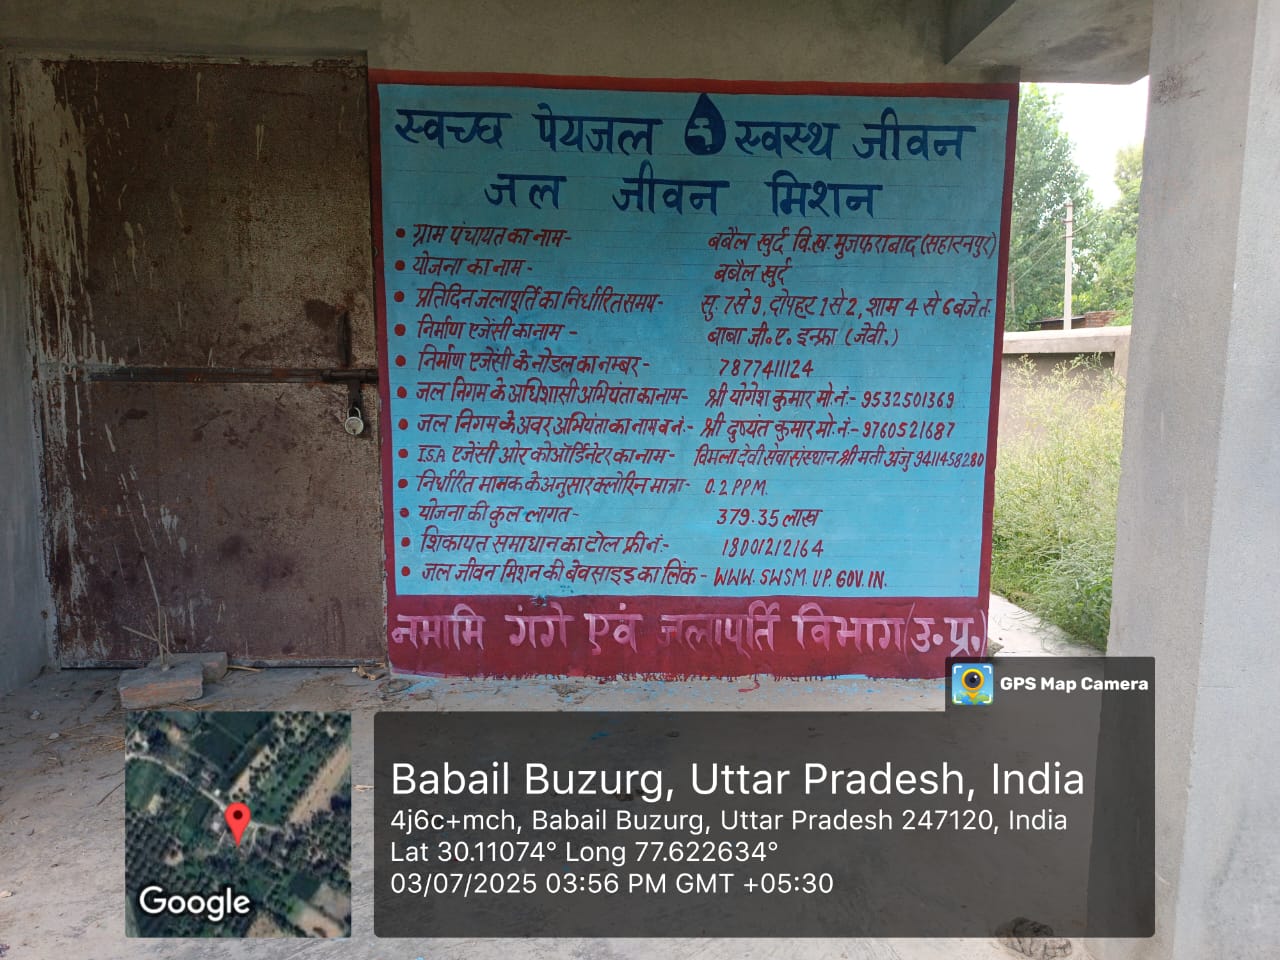 स्वच्छ पेयजल स्वस्थ जीवन
जल जीवन मिशन
• ग्राम पंचायत का नाम- बबैल खुर्द वि.ख. मुजफराबाद (सहारनपुर)
• योजना का नाम - बबैल खुर्द
• प्रतिदिन जलापूर्ति का निर्धारित समय- सु. 7 से 9, दोपहर 1 से 2, शाम 4 से 6 बजे त.
• निर्माण एजेंसी का नाम - बाबा जी.ए. इन्फ्रा (जेवी.)
• निर्माण एजेंसी के नोडल का नम्बर- 7877411124
• जल निगम के अधिशासी अभियंता का नाम- श्री योगेश कुमार मो.नं.- 9532501369
• जल निगम के अवर अभियंता का नाम व नं.- श्री दुष्यंत कुमार मो.नं.- 9760521687
• I.S.A एजेंसी ओर कोऑर्डिनेटर का नाम- विमला देवी सेवा संस्थान श्रीमती अंजु 9411458280
• निर्धारित मानक के अनुसार क्लोरिन मात्रा- 0.2 PPM.
• योजना की कुल लागत- 379.35 लाख
• शिकायत समाधान का टोल फ्री नं.- 18001212164
• जल जीवन मिशन की बेवसाइड का लिंक - WWW.SWSM.UP.GOV.IN.
नमामि गंगे एवं जलापूर्ति विभाग (उ.प्र.)
GPS Map Camera
Babail Buzurg, Uttar Pradesh, India
4j6c+mch, Babail Buzurg, Uttar Pradesh 247120, India
Lat 30.11074° Long 77.622634°
03/07/2025 03:56 PM GMT +05:30
Google